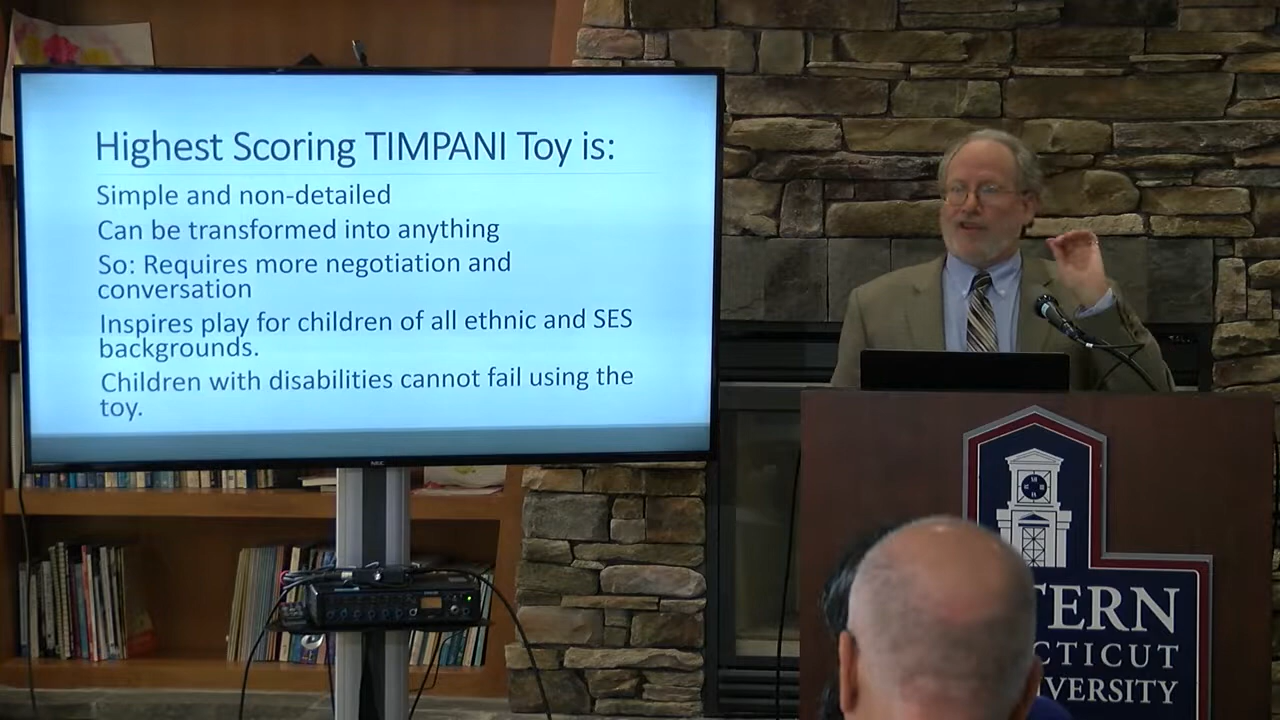 Highest Scoring TIMPANI Toy is:
Simple and non-detailed
Can be transformed into anything
So: Requires more negotiation and
conversation
Inspires play for children of all ethnic and SES
backgrounds.
Children with disabilities cannot fail using the
toy.
NEC
TERN
CTICUT
VERSITY